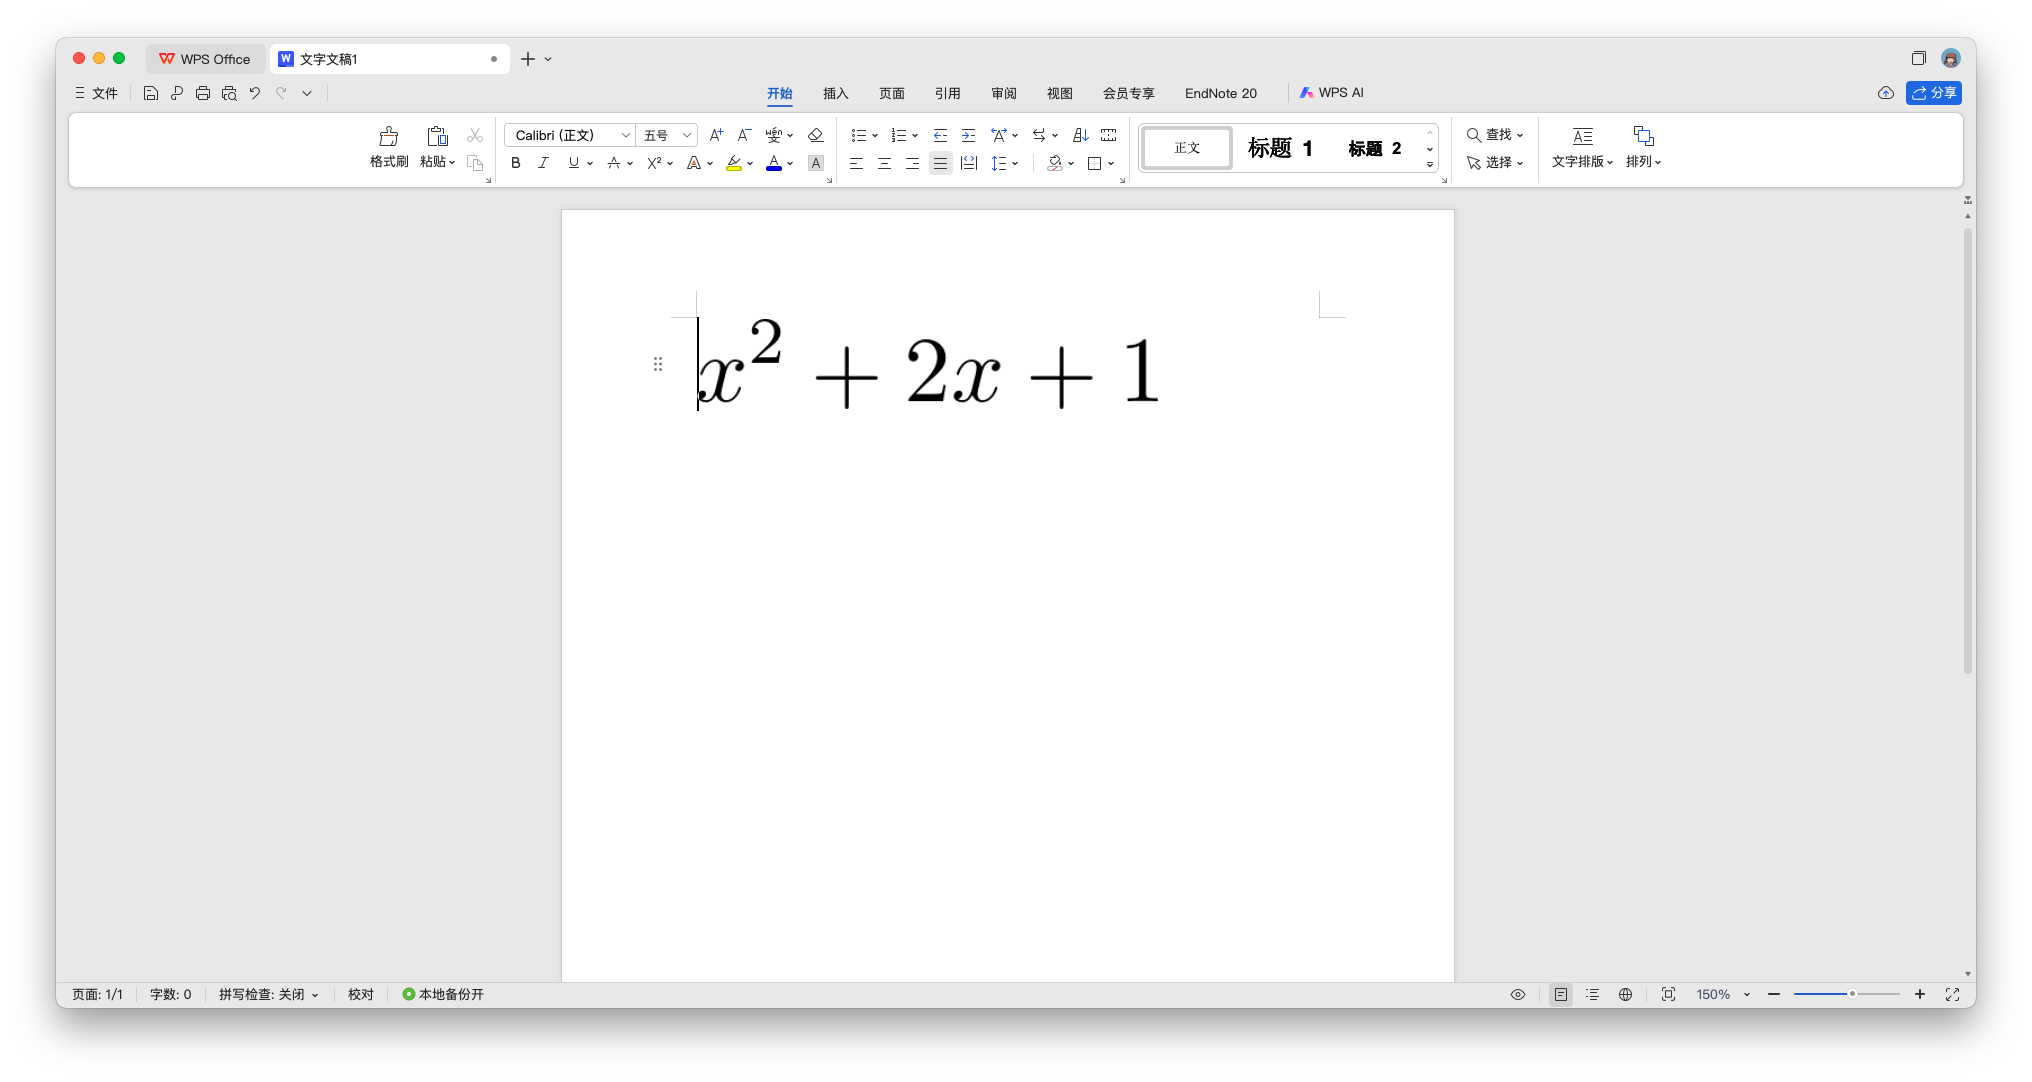 WPS Office
文字文稿1
文件
开始
插入
页面
引用
审阅
视图
会员专享
EndNote 20
WPS AI
分享
格式刷
粘贴
Calibri (正文)
五号
正文
标题 1
标题 2
查找
选择
文字排版
排列
x² + 2x + 1
页面: 1/1
字数: 0
拼写检查: 关闭
校对
本地备份开
150%